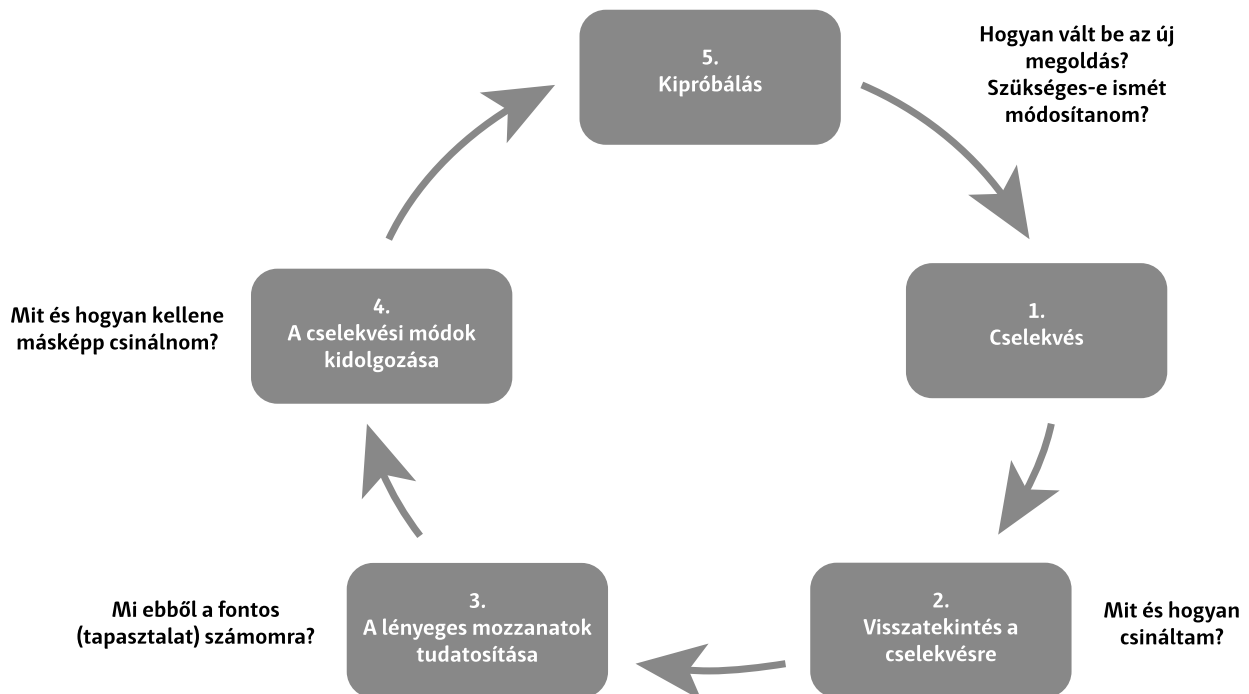 5.
Kipróbálás
Hogyan vált be az új
megoldás?
Szükséges-e ismét
módosítanom?
1.
Cselekvés
2.
Visszatekintés a
cselekvésre
Mit és hogyan
csináltam?
3.
A lényeges mozzanatok
tudatosítása
Mi ebből a fontos
(tapasztalat) számomra?
4.
A cselekvési módok
kidolgozása
Mit és hogyan kellene
másképp csinálnom?